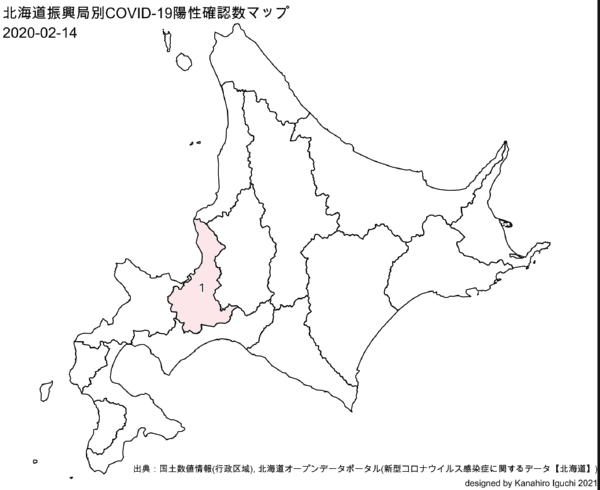 北海道振興局別COVID-19陽性確認数マップ
2020-02-14
1
出典：国土数値情報(行政区域), 北海道オープンデータポータル(新型コロナウイルス感染症に関するデータ【北海道】)
designed by Kanahiro Iguchi 2021